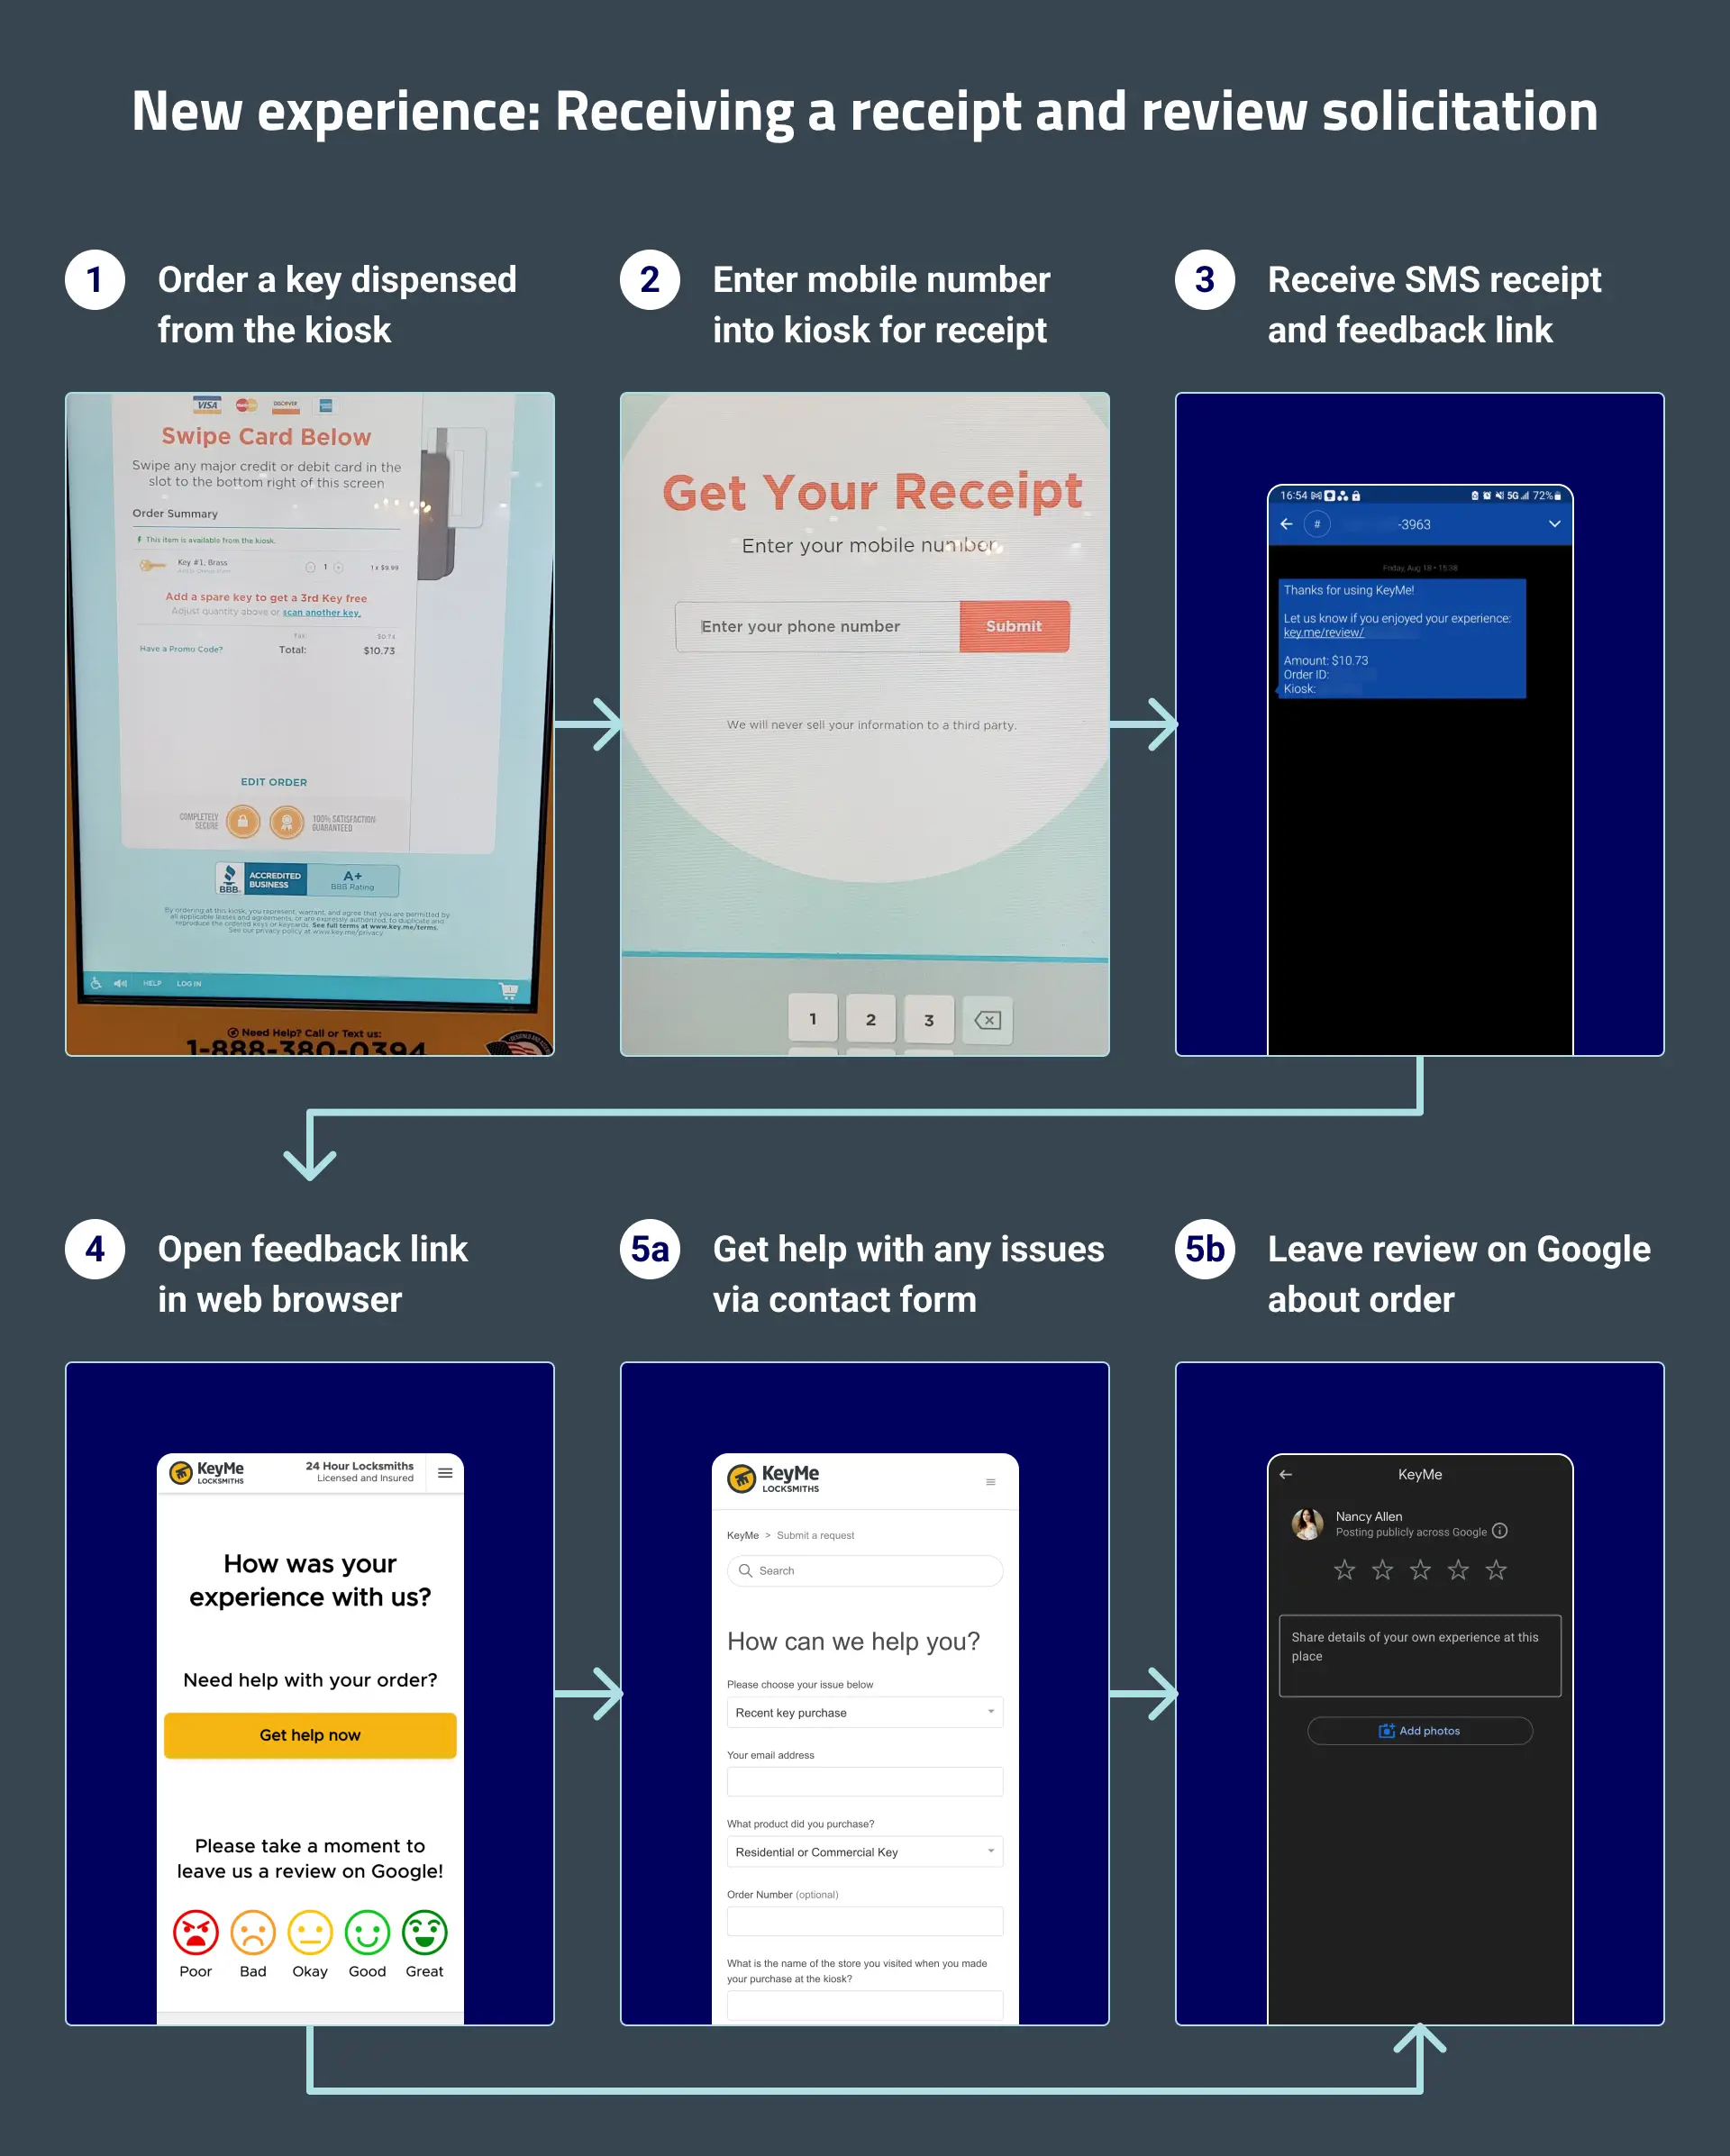 New experience: Receiving a receipt and review solicitation
1
Order a key dispensed
from the kiosk
VISA
DISCOVER
Swipe Card Below
Swipe any major credit or debit card in the
slot to the bottom right of this screen
Order Summary
This item is available from the kiosk.
Key #1, Brass
1
1 x $9.99
Add a spare key to get a 3rd Key free
Adjust quantity above or scan another key.
Tax: $0.74
Have a Promo Code?
Total: $10.73
EDIT ORDER
COMPLETELY
SECURE
100% SATISFACTION
GUARANTEED
BBB
ACCREDITED
BUSINESS
A+
BBB Rating
By ordering at this kiosk, you represent, warrant, and agree that you are permitted by
all applicable leases and agreements, or are expressly authorized, to duplicate and
reproduce the ordered keys or keycards. See full terms at www.key.me/terms.
See our privacy policy at www.key.me/privacy
HELP
LOG IN
Need Help? Call or Text us:
1-888-380-0394
2
Enter mobile number
into kiosk for receipt
Get Your Receipt
Enter your mobile number
Enter your phone number
Submit
We will never sell your information to a third party.
1
2
3
3
Receive SMS receipt
and feedback link
16:54
5G
72%
#
-3963
Friday, Aug 18 • 15:38
Thanks for using KeyMe!
Let us know if you enjoyed your experience:
key.me/review/
Amount: $10.73
Order ID:
Kiosk:
4
Open feedback link
in web browser
KeyMe
LOCKSMITHS
24 Hour Locksmiths
Licensed and Insured
How was your
experience with us?
Need help with your order?
Get help now
Please take a moment to
leave us a review on Google!
Poor
Bad
Okay
Good
Great
5a
Get help with any issues
via contact form
KeyMe
LOCKSMITHS
KeyMe > Submit a request
Search
How can we help you?
Please choose your issue below
Recent key purchase
Your email address
What product did you purchase?
Residential or Commercial Key
Order Number (optional)
What is the name of the store you visited when you made
your purchase at the kiosk?
5b
Leave review on Google
about order
KeyMe
Nancy Allen
Posting publicly across Google
Share details of your own experience at this
place
Add photos